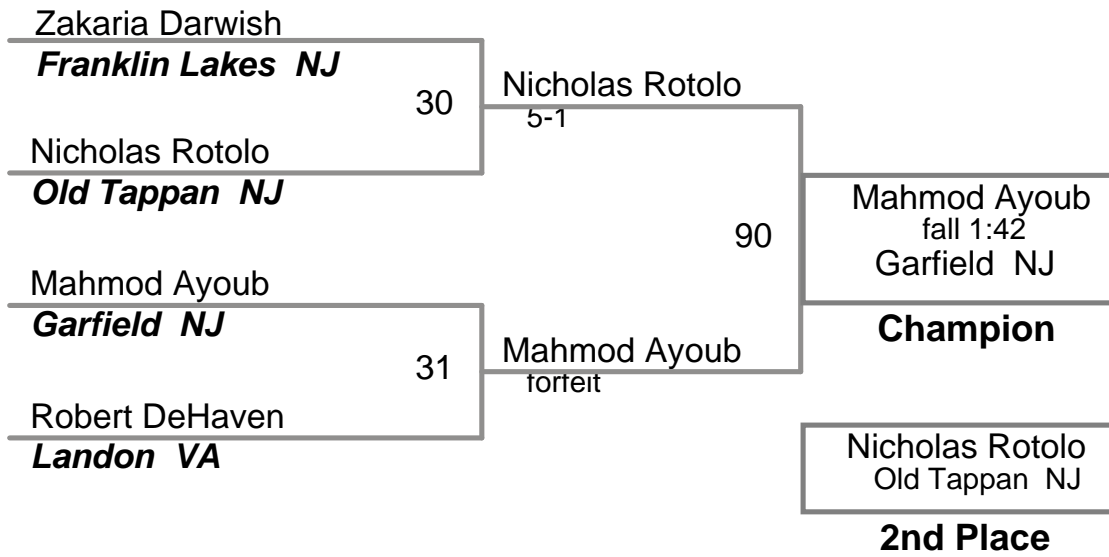 Zakaria Darwish
Franklin Lakes NJ
30
Nicholas Rotolo
5-1
Nicholas Rotolo
Old Tappan NJ
90
Mahmod Ayoub
fall 1:42
Garfield NJ
Champion
Mahmod Ayoub
Garfield NJ
31
Mahmod Ayoub
forfeit
Robert DeHaven
Landon VA
Nicholas Rotolo
Old Tappan NJ
2nd Place